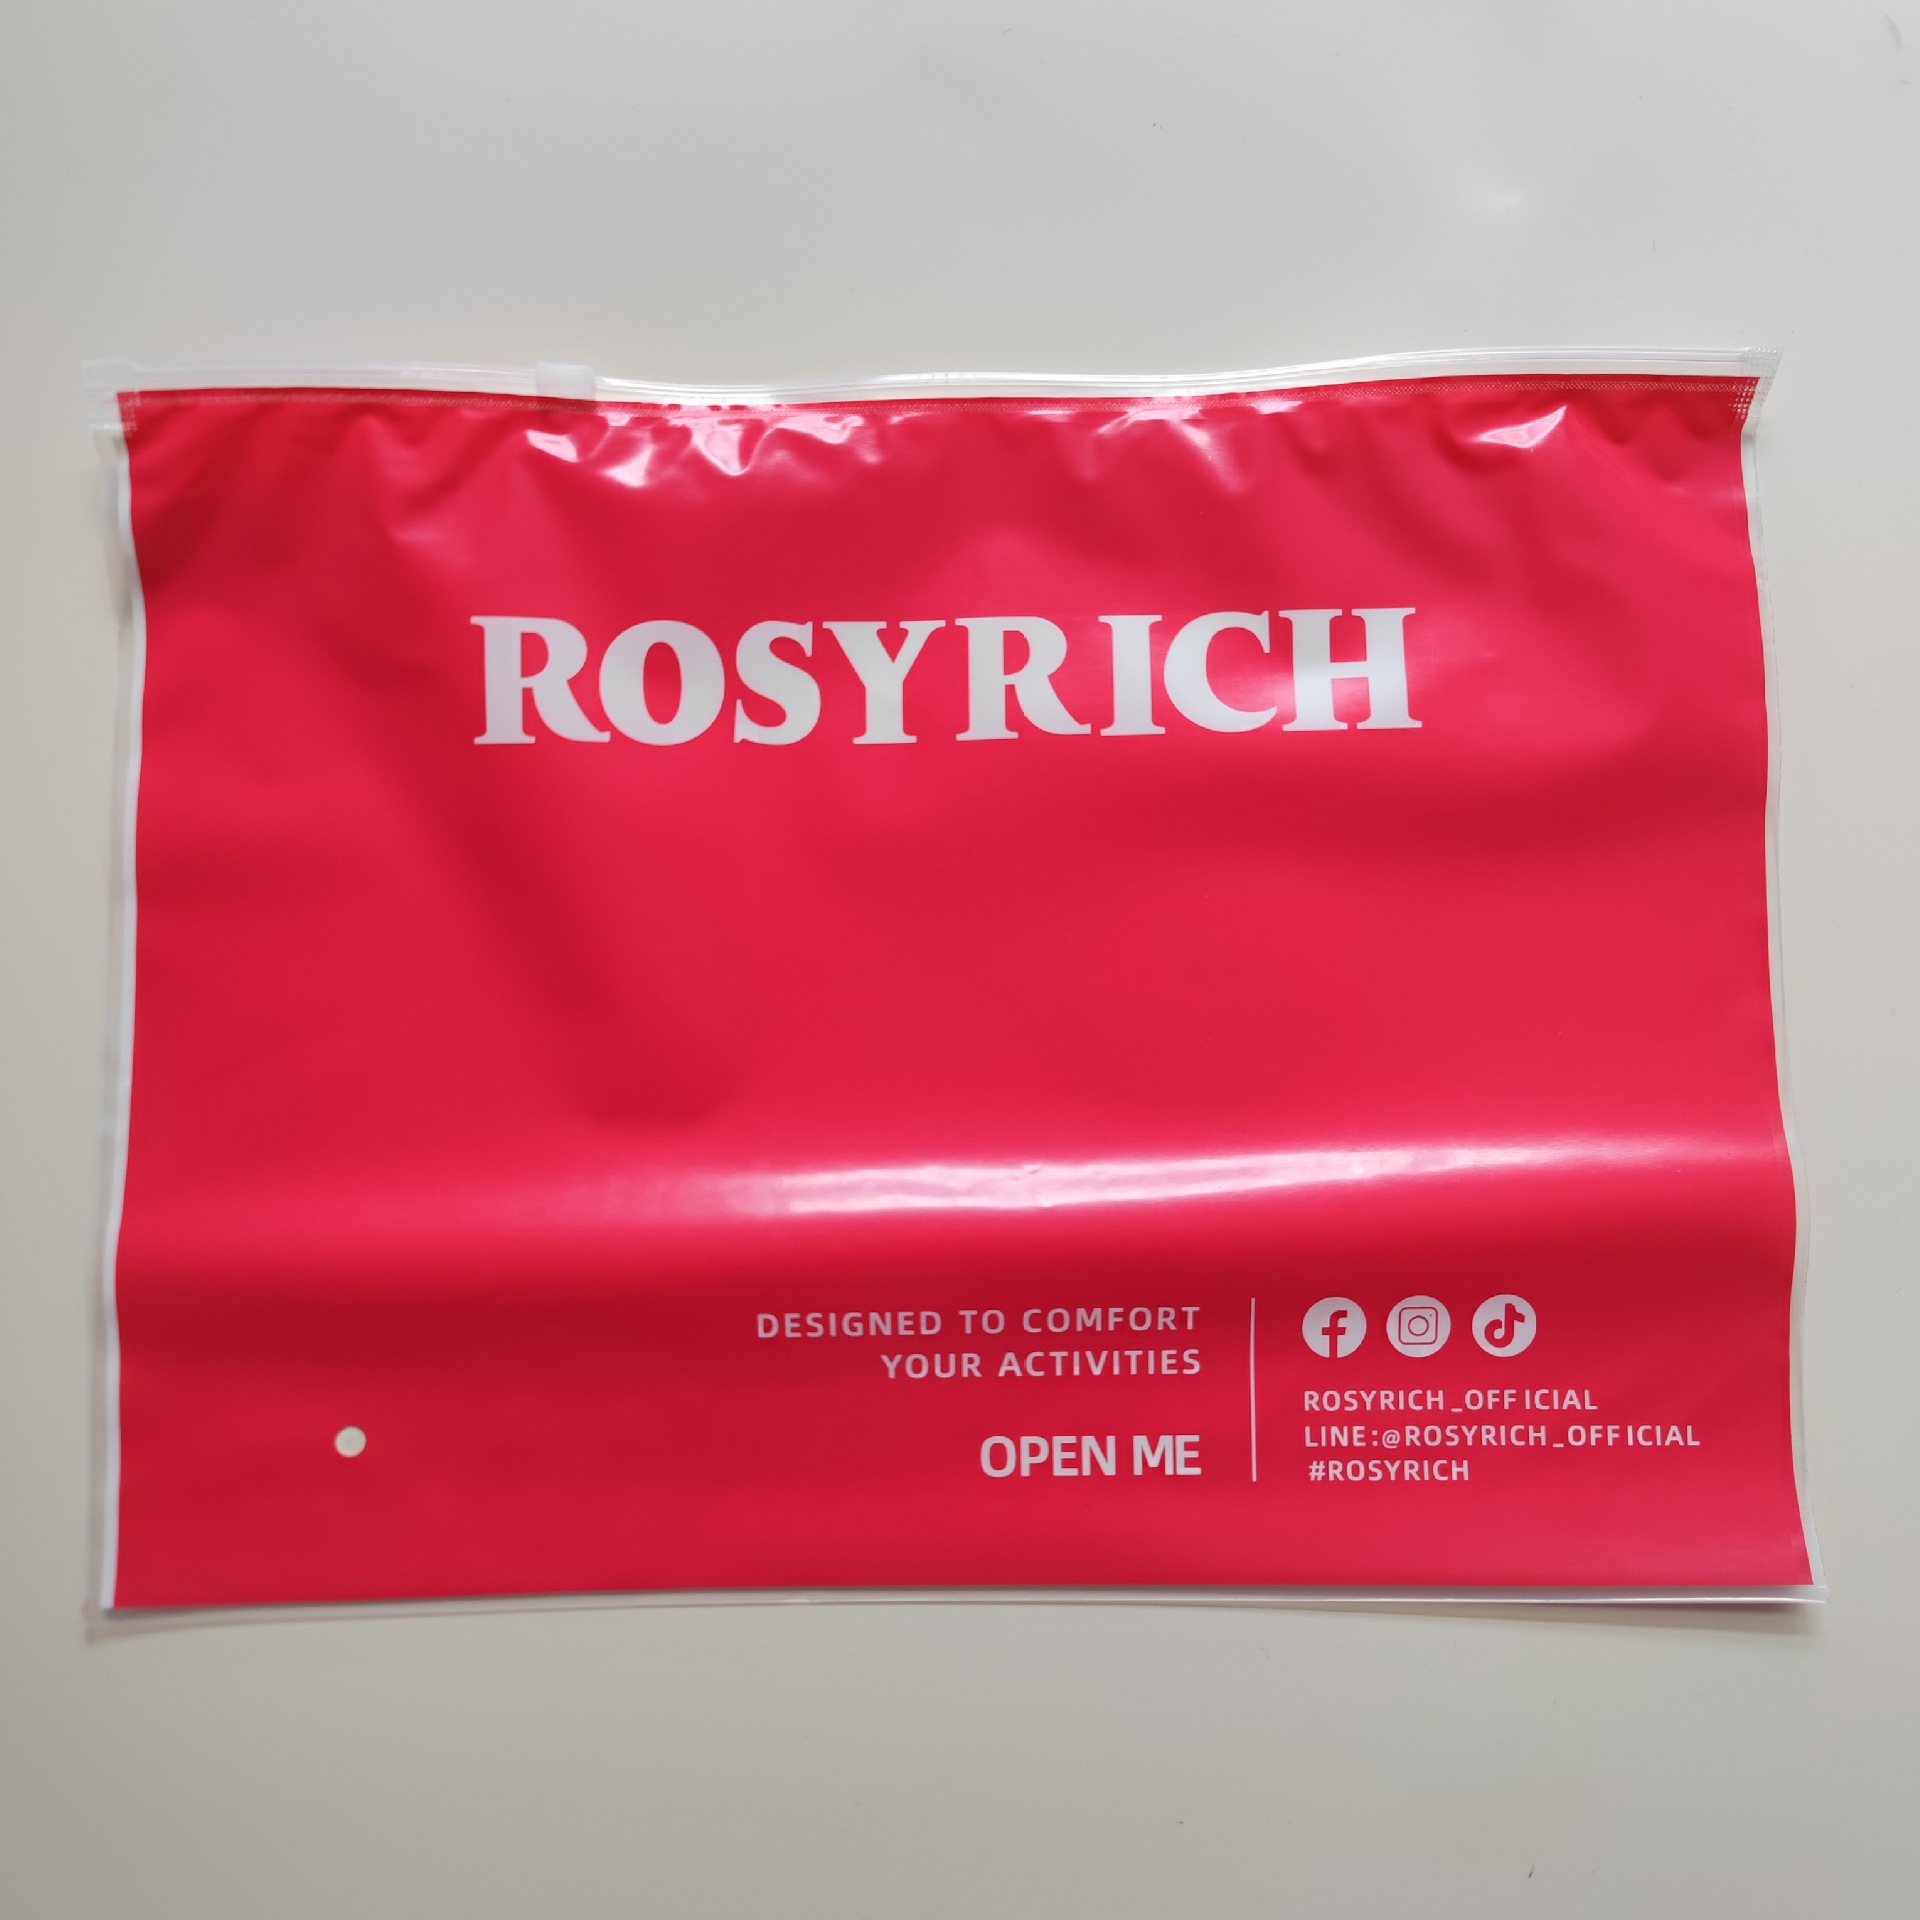 ROSYRICH
DESIGNED TO COMFORT
YOUR ACTIVITIES
OPEN ME
ROSYRICH_OFFICIAL
LINE:@ROSYRICH_OFFICIAL
#ROSYRICH